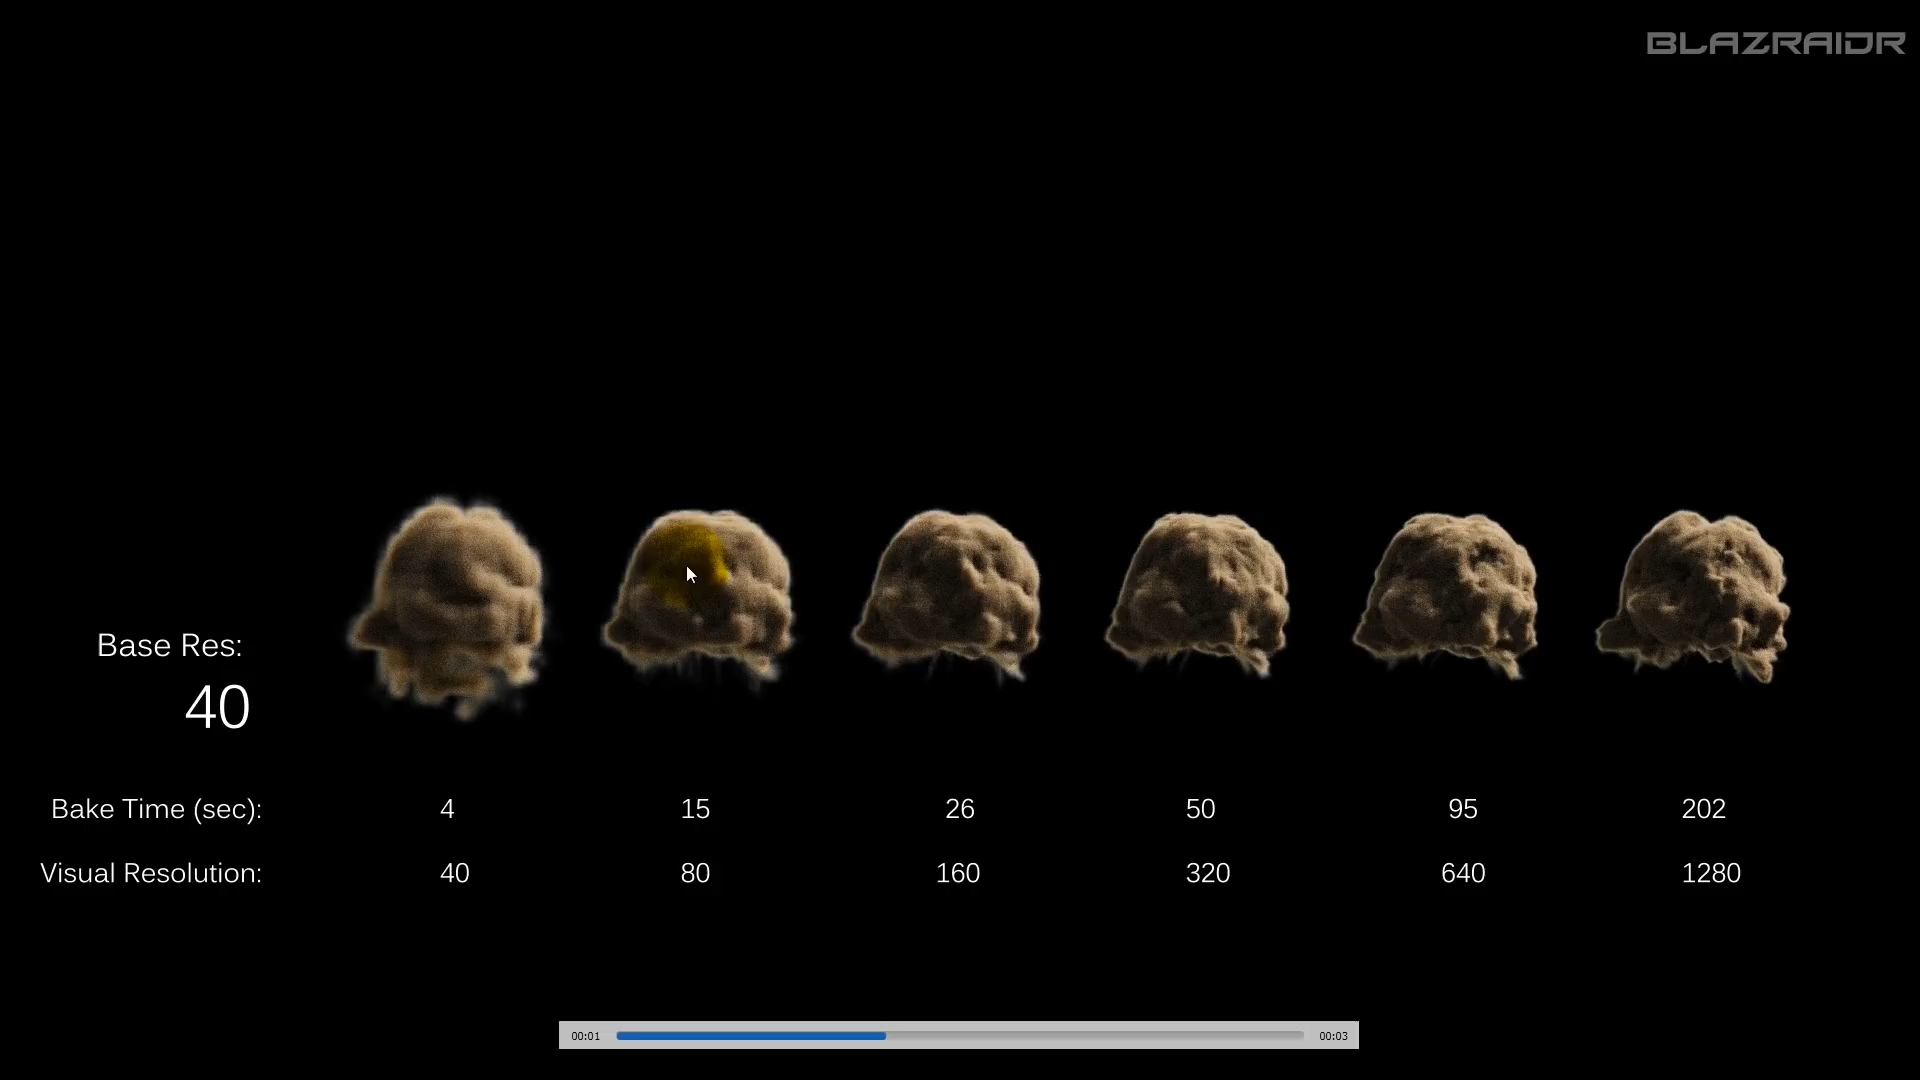 BLAZRAIDR
Base Res:
40
Bake Time (sec): 4 15 26 50 95 202
Visual Resolution: 40 80 160 320 640 1280
00:01 00:03